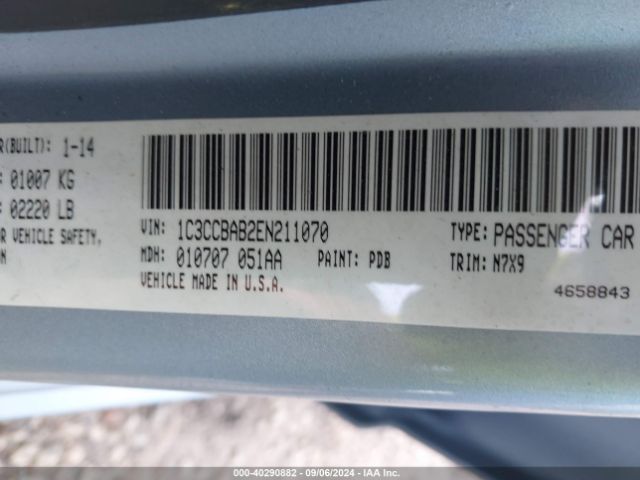 R(BUILT): 1-14
: 01007 KG
: 02220 LB
R VEHICLE SAFETY,
ON
VIN: 1C3CCBAB2EN211070
TYPE: PASSENGER CAR
MDH: 010707 051AA PAINT: PDB TRIM: N7X9
VEHICLE MADE IN U.S.A.
4658843
000-40290882 - 09/06/2024 - IAA Inc.